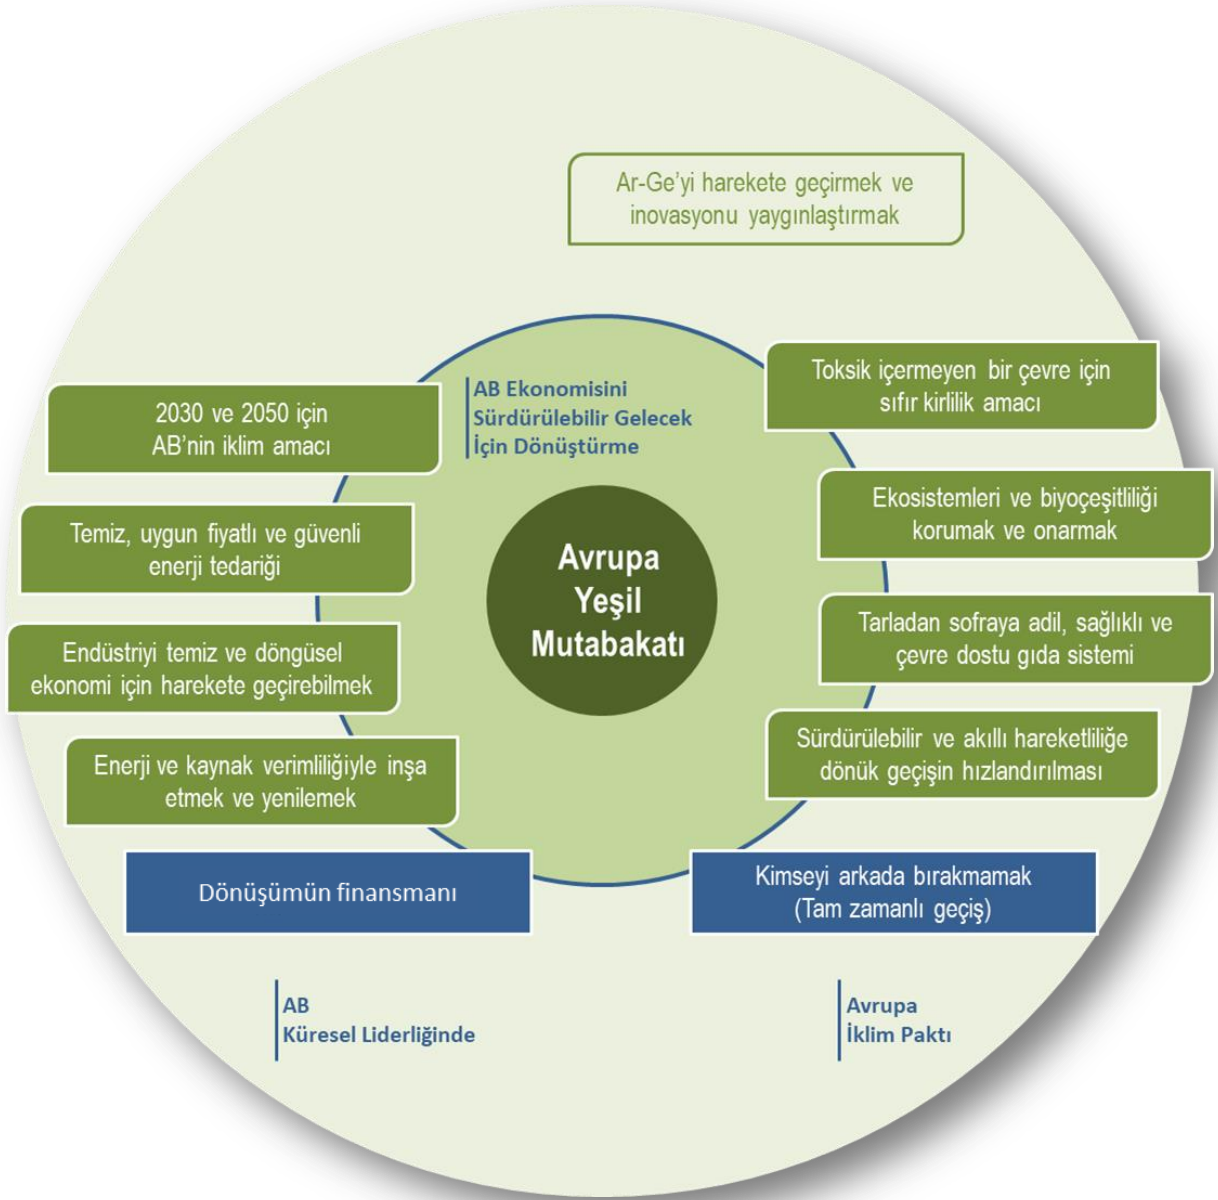 Ar-Ge’yi harekete geçirmek ve
inovasyonu yaygınlaştırmak
AB Ekonomisini
Sürdürülebilir Gelecek
İçin Dönüştürme
2030 ve 2050 için
AB’nin iklim amacı
Temiz, uygun fiyatlı ve güvenli
enerji tedariği
Endüstriyi temiz ve döngüsel
ekonomi için harekete geçirebilmek
Enerji ve kaynak verimliliğiyle inşa
etmek ve yenilemek
Avrupa
Yeşil
Mutabakatı
Toksik içermeyen bir çevre için
sıfır kirlilik amacı
Ekosistemleri ve biyoçeşitliliği
korumak ve onarmak
Tarladan sofraya adil, sağlıklı ve
çevre dostu gıda sistemi
Sürdürülebilir ve akıllı hareketliliğe
dönük geçişin hızlandırılması
Dönüşümün finansmanı
Kimseyi arkada bırakmamak
(Tam zamanlı geçiş)
AB
Küresel Liderliğinde
Avrupa
İklim Paktı